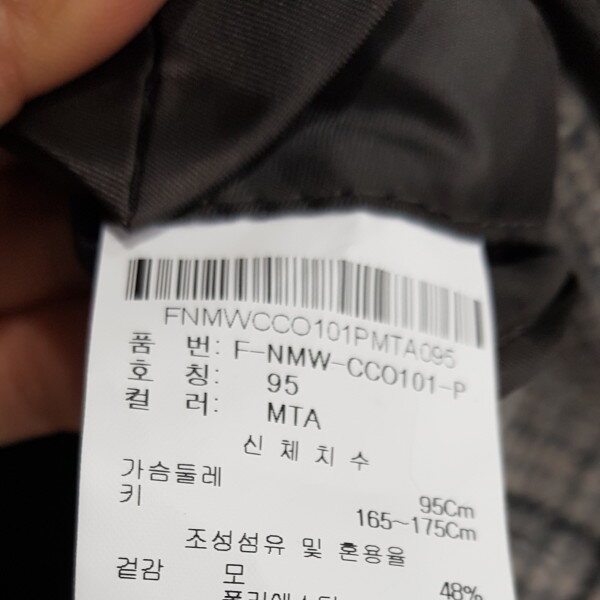 FNMWCCO101PMTA095
품 번: F-NMW-CCO101-P
호 칭: 95
컬 러: MTA
신 체 치 수
가슴둘레 95Cm
키 165~175Cm
조성섬유 및 혼용율
겉감 모 48%